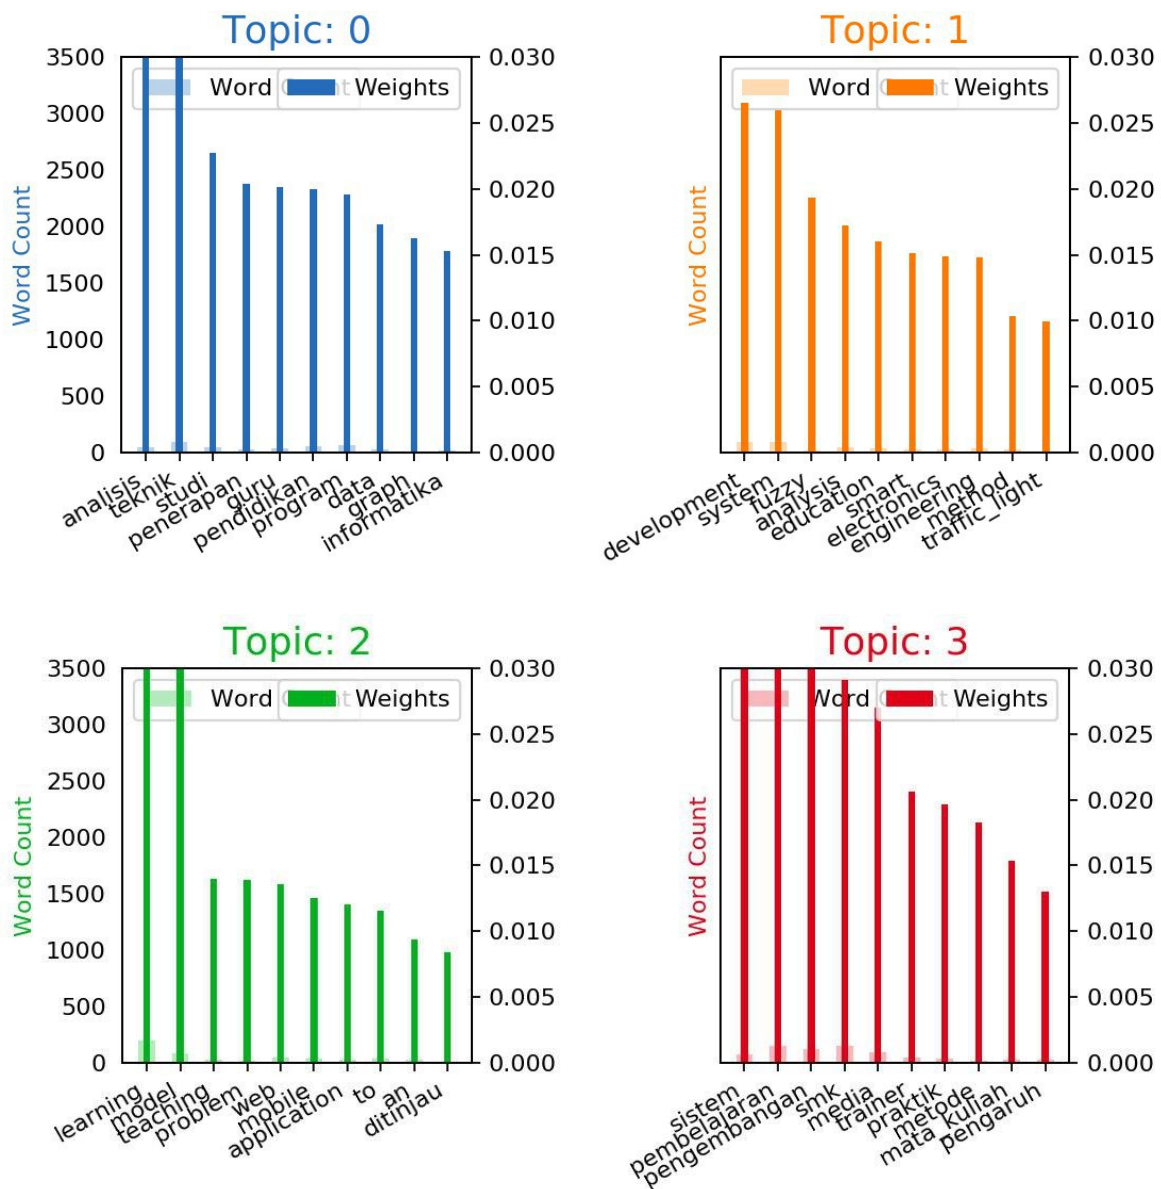 Topic: 0
3500
3000
2500
2000
1500
1000
500
0
Word Count
Word Count
Weights
0.030
0.025
0.020
0.015
0.010
0.005
0.000
analisis
teknik
studi
penerapan
guru
pendidikan
program
data
graph
informatika
Topic: 1
Word Count
Word Count
Weights
0.030
0.025
0.020
0.015
0.010
0.005
0.000
development
system
fuzzy
analysis
education
smart
electronics
engineering
method
traffic_light
Topic: 2
3500
3000
2500
2000
1500
1000
500
0
Word Count
Word Count
Weights
0.030
0.025
0.020
0.015
0.010
0.005
0.000
learning
model
teaching
problem
web
mobile
application
to
an
ditinjau
Topic: 3
Word Count
Word Count
Weights
0.030
0.025
0.020
0.015
0.010
0.005
0.000
sistem
pembelajaran
pengembangan
smk
media
trainer
praktik
metode
mata_kuliah
pengaruh